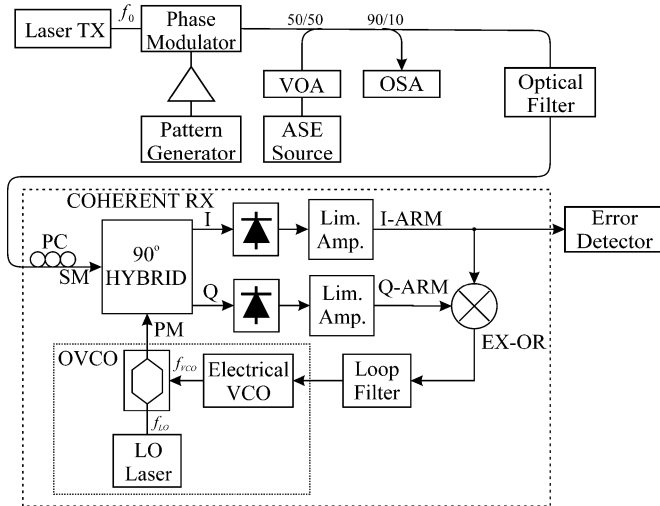 Laser TX
f0
Phase
Modulator
50/50
90/10
VOA
OSA
Optical
Filter
Pattern
Generator
ASE
Source
COHERENT RX
PC
SM
90°
HYBRID
I
Lim.
Amp.
I-ARM
Error
Detector
Q
Lim.
Amp.
Q-ARM
EX-OR
PM
OVCO
fVCO
Electrical
VCO
Loop
Filter
fLO
LO
Laser